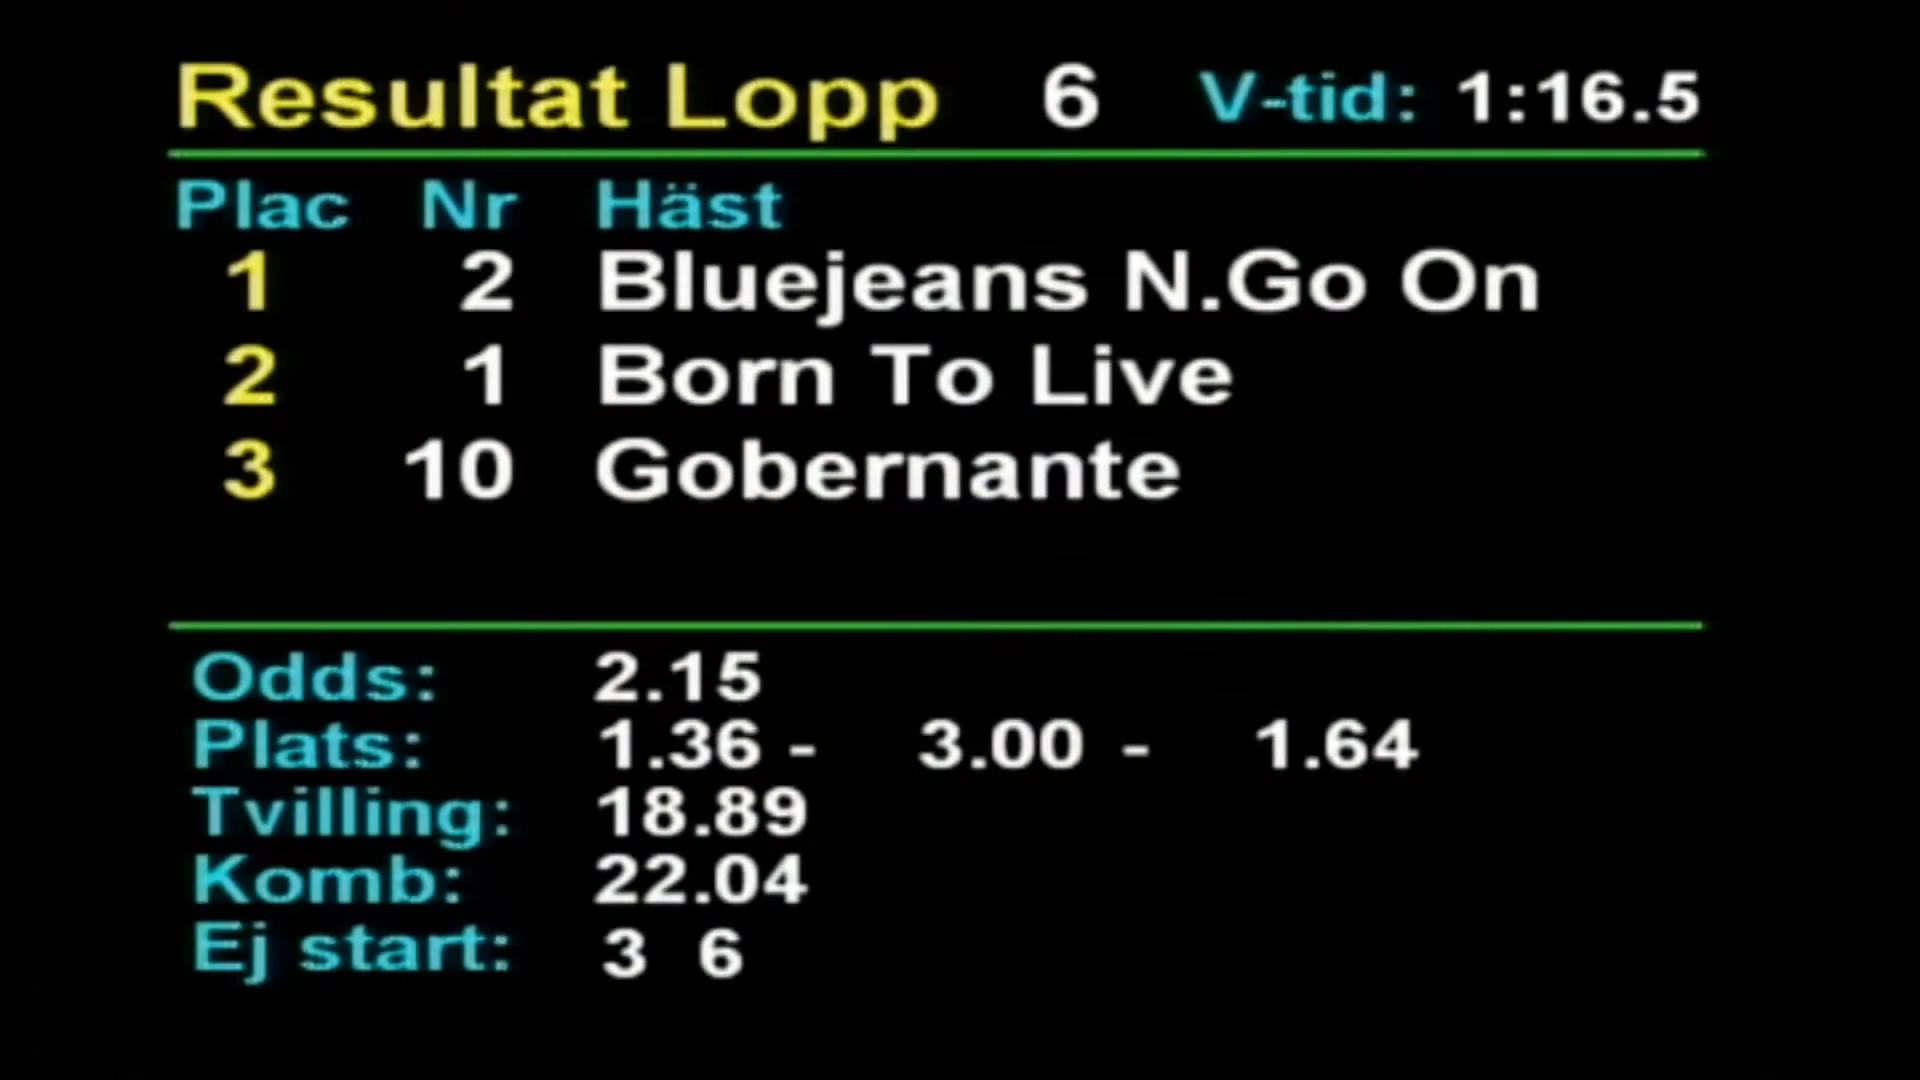 Resultat Lopp 6 V-tid: 1:16.5
Plac Nr Häst
1 2 Bluejeans N.Go On
2 1 Born To Live
3 10 Gobernante
Odds: 2.15
Plats: 1.36 - 3.00 - 1.64
Tvilling: 18.89
Komb: 22.04
Ej start: 3 6